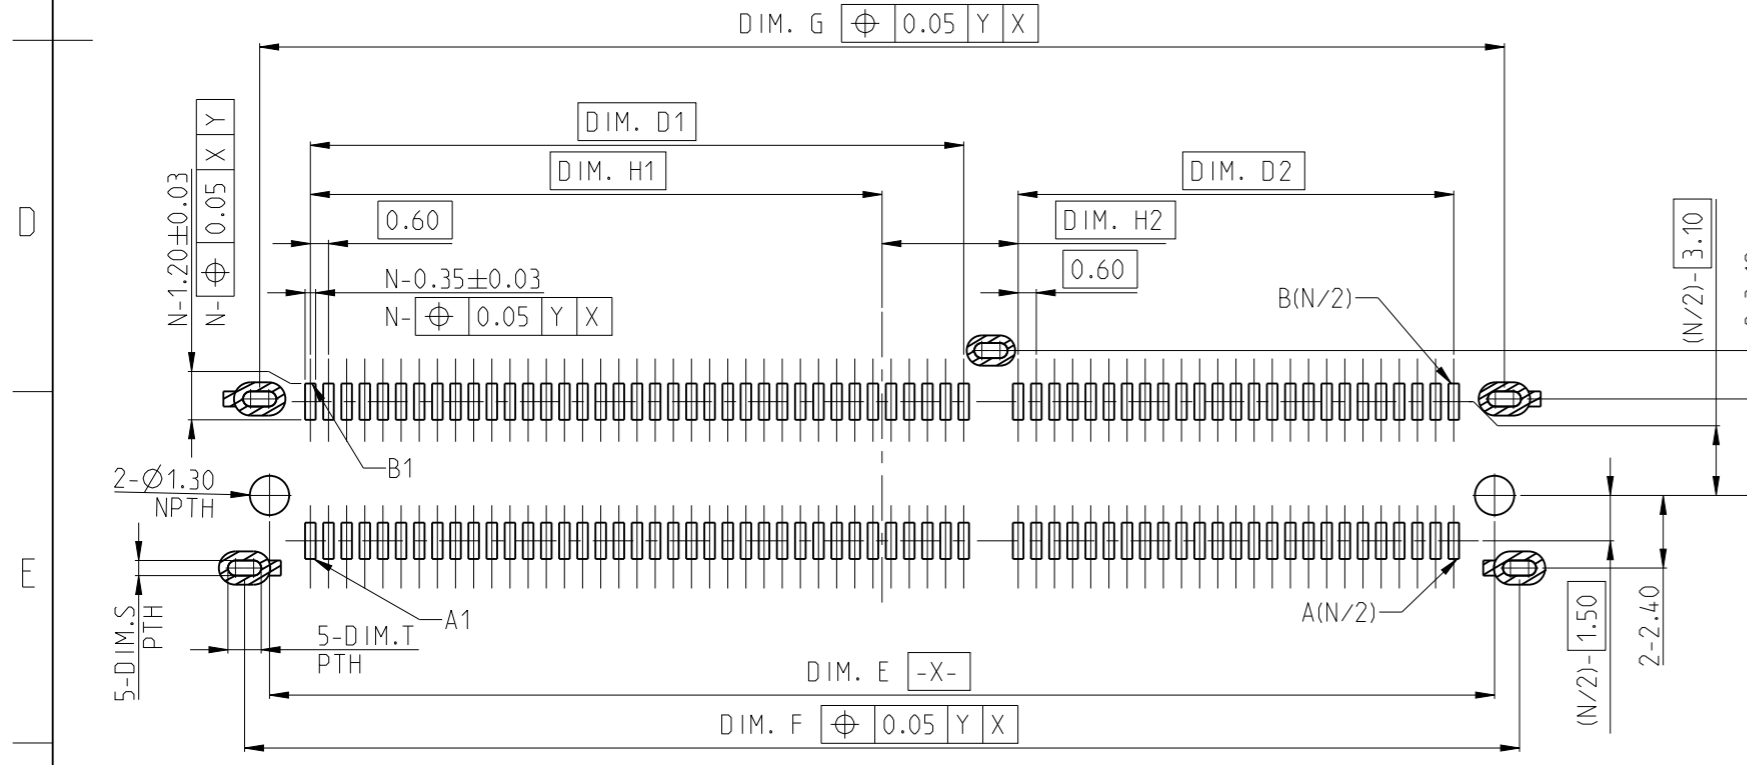 DIM. G ⌖ 0.05 Y X
DIM. D1
DIM. H1
DIM. D2
0.60
DIM. H2
0.60
N-1.20±0.03
N- ⌖ 0.05 X Y
D
N-0.35±0.03
N- ⌖ 0.05 Y X
B(N/2)
(N/2)- 3.10
B1
2-Ø1.30
NPTH
E
A1
A(N/2)
5-DIM.S
PTH
5-DIM.T
PTH
(N/2)- 1.50
2-2.40
DIM. E -X-
DIM. F ⌖ 0.05 Y X